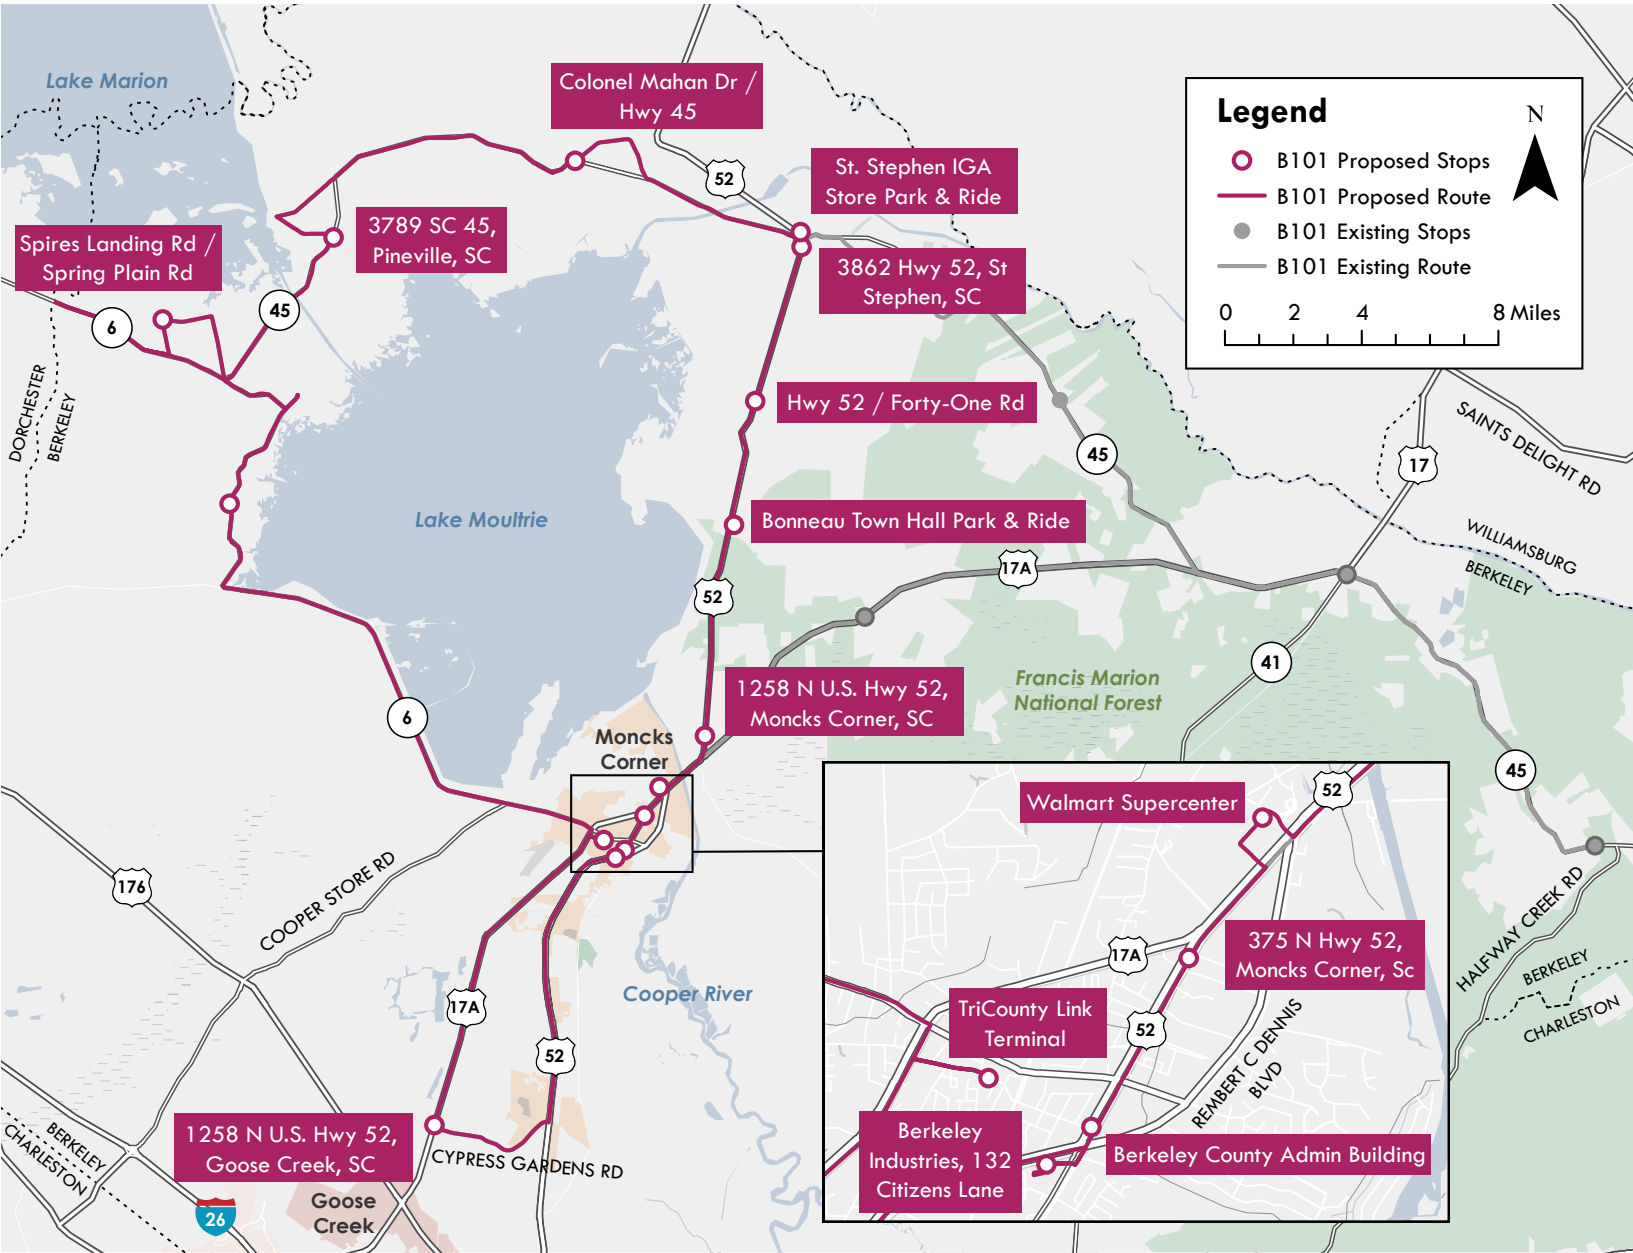 Lake Marion
Colonel Mahan Dr /
Hwy 45
52
St. Stephen IGA
Store Park & Ride
Legend
N
B101 Proposed Stops
B101 Proposed Route
B101 Existing Stops
B101 Existing Route
0 2 4 8 Miles
Spires Landing Rd /
Spring Plain Rd
3789 SC 45,
Pineville, SC
3862 Hwy 52, St
Stephen, SC
6
45
DORCHESTER
BERKELEY
Hwy 52 / Forty-One Rd
45
17
SAINTS DELIGHT RD
Lake Moultrie
Bonneau Town Hall Park & Ride
WILLIAMSBURG
BERKELEY
17A
52
41
Francis Marion
National Forest
1258 N U.S. Hwy 52,
Moncks Corner, SC
6
Moncks
Corner
45
176
COOPER STORE RD
Walmart Supercenter
52
HALFWAY CREEK RD
BERKELEY
CHARLESTON
375 N Hwy 52,
Moncks Corner, Sc
17A
Cooper River
17A
TriCounty Link
Terminal
52
REMBERT C DENNIS
BLVD
52
1258 N U.S. Hwy 52,
Goose Creek, SC
CYPRESS GARDENS RD
Berkeley
Industries, 132
Citizens Lane
Berkeley County Admin Building
BERKELEY
CHARLESTON
26
Goose
Creek